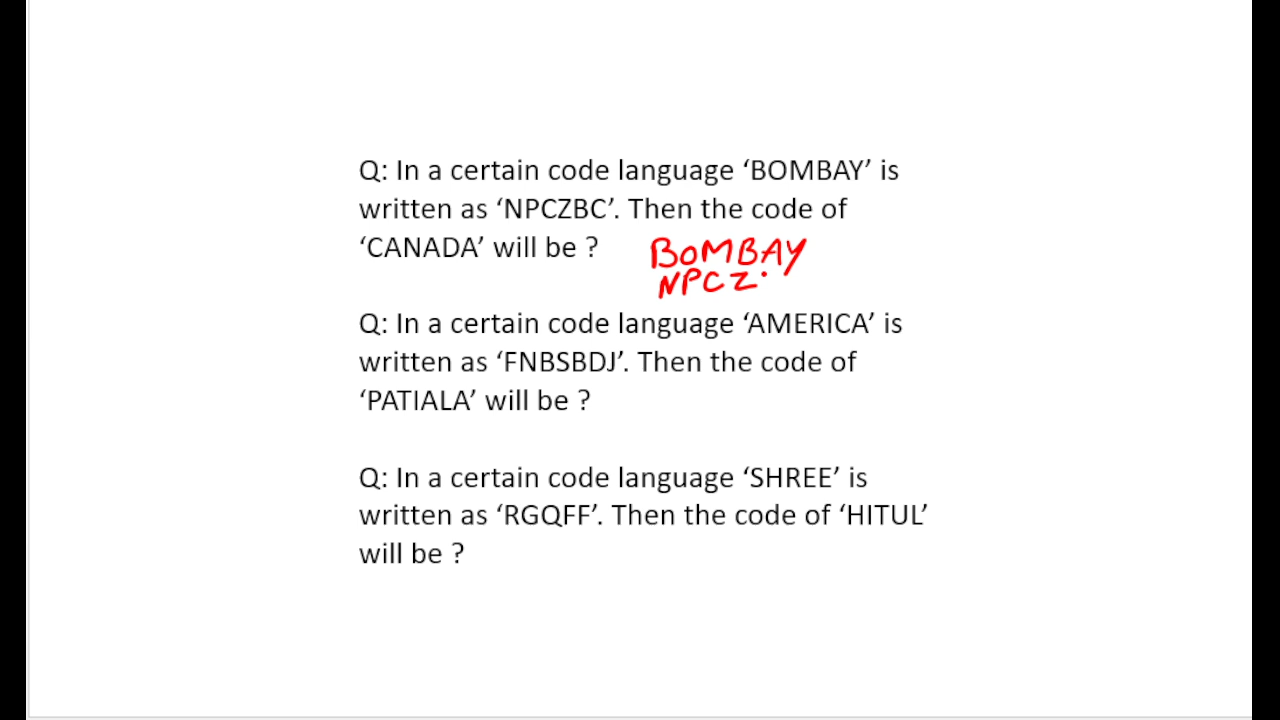 Q: In a certain code language ‘BOMBAY’ is
written as ‘NPCZBC’. Then the code of
‘CANADA’ will be ?
BOMBAY
NPCZ
Q: In a certain code language ‘AMERICA’ is
written as ‘FNBSBDJ’. Then the code of
‘PATIALA’ will be ?
Q: In a certain code language ‘SHREE’ is
written as ‘RGQFF’. Then the code of ‘HITUL’
will be ?